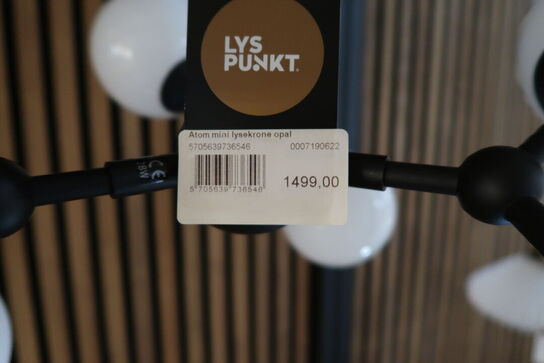 LYS
PUNKT.
Atom mini lysekrone opal
5705639736546 0007190622
5 705639 736546
1499,00
CE